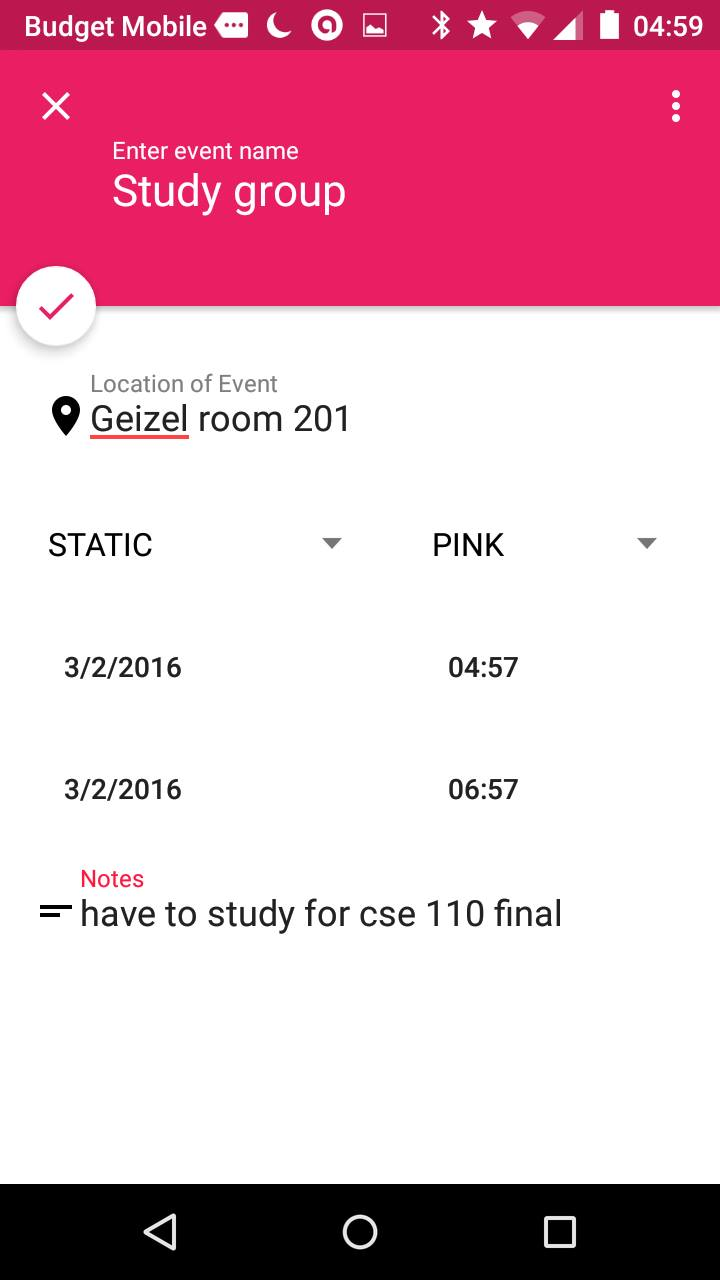 Budget Mobile 04:59
Enter event name
Study group
Location of Event
Geizel room 201
STATIC PINK
3/2/2016 04:57
3/2/2016 06:57
Notes
have to study for cse 110 final